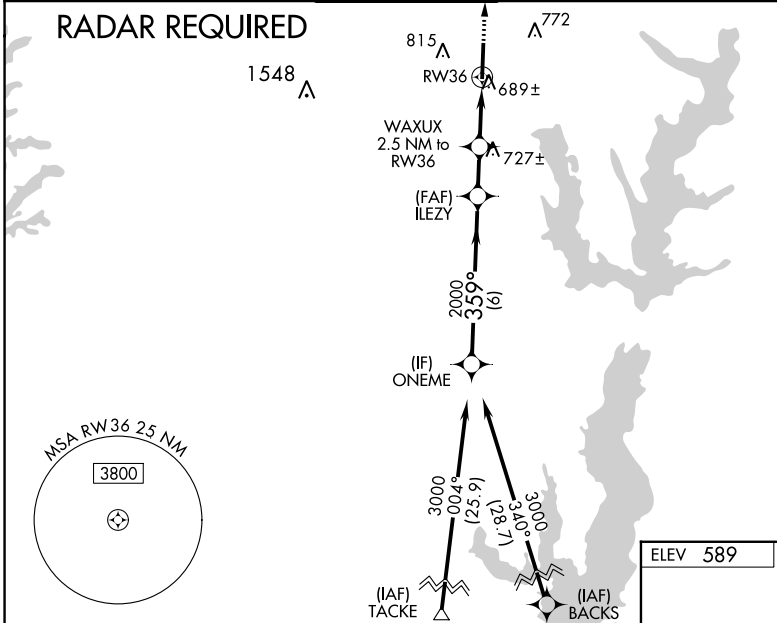 RADAR REQUIRED
1548
815
772
RW36
689±
WAXUX
2.5 NM to
RW36
727±
(FAF)
ILEZY
2000
359°
(6)
(IF)
ONEME
MSA RW36 25 NM
3800
3000
004°
(25.9)
3000
340°
(28.7)
(IAF)
TACKE
(IAF)
BACKS
ELEV 589